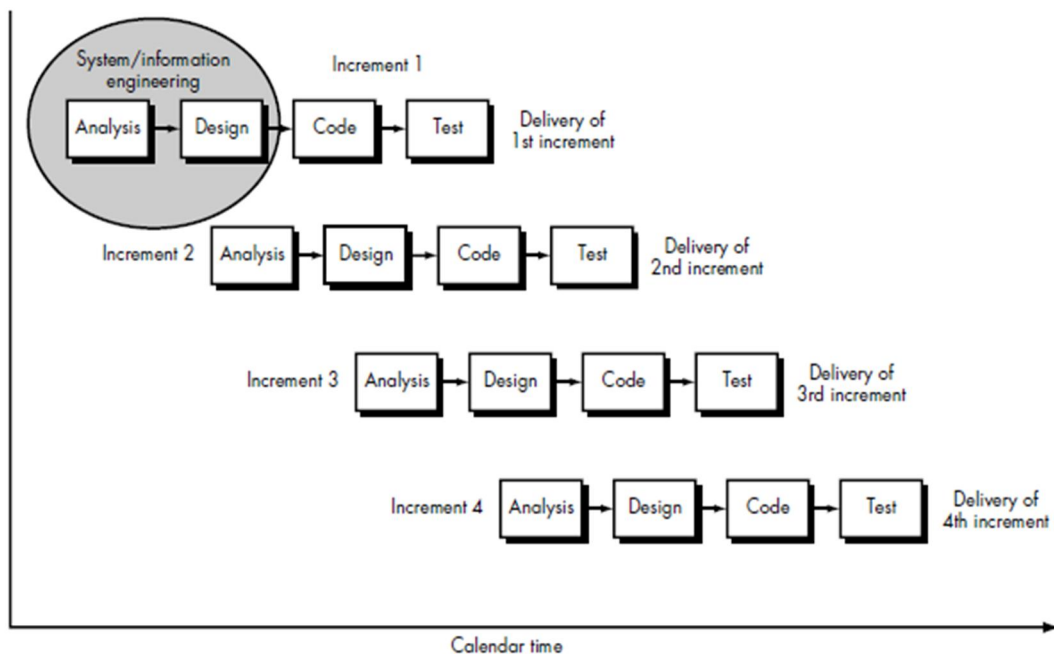 System/information
engineering
Increment 1
Analysis
Design
Code
Test
Delivery of
1st increment
Increment 2
Analysis
Design
Code
Test
Delivery of
2nd increment
Increment 3
Analysis
Design
Code
Test
Delivery of
3rd increment
Increment 4
Analysis
Design
Code
Test
Delivery of
4th increment
Calendar time